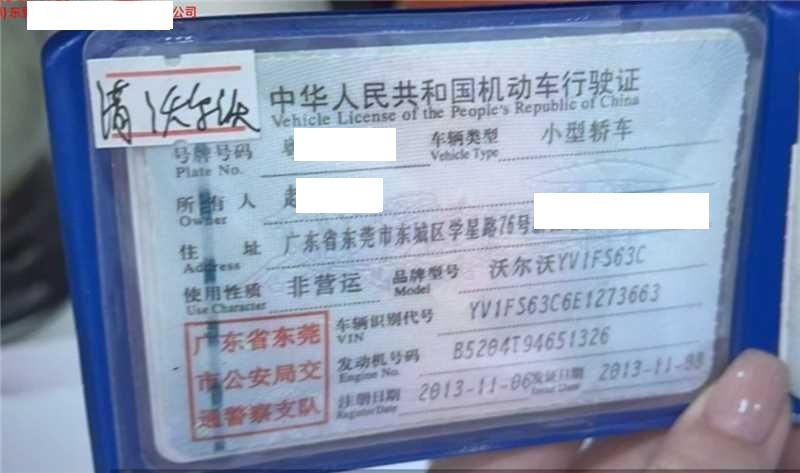 公司
沃尔沃
中华人民共和国机动车行驶证
Vehicle License of the People's Republic of China
号牌号码 车辆类型 小型轿车
Plate No. Vehicle Type
所有人 赵
Owner
住址 广东省东莞市东城区学星路76号
Address
使用性质 非营运 品牌型号 沃尔沃YV1FS63C
Use Character Model
车辆识别代号 YV1FS63C6E1273663
VIN
发动机号码 B5204T94651326
Engine No.
注册日期 2013-11-06 发证日期 2013-11-08
Register Date Issue Date
广东省东莞
市公安局交
通警察支队